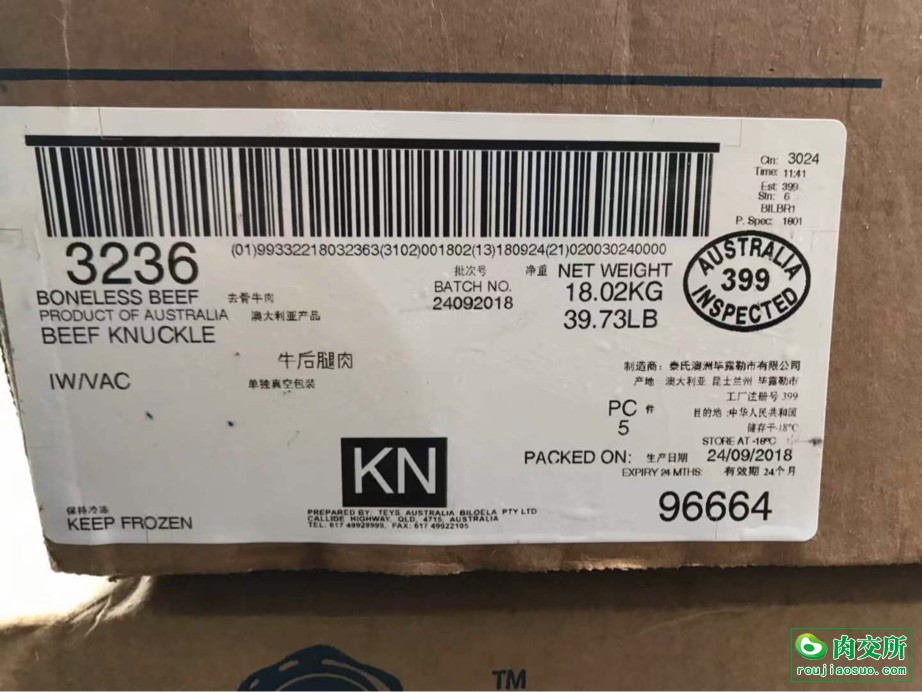 Ctn: 3024
Time: 11:41
Est: 399
Stn: 6
BILBR1
P. Spec: 1601
(01)99332218032363(3102)001802(13)180924(21)020030240000
3236
批次号
BATCH NO.
24092018
净重 NET WEIGHT
18.02KG
39.73LB
AUSTRALIA
399
INSPECTED
BONELESS BEEF 去骨牛肉
PRODUCT OF AUSTRALIA 澳大利亚产品
BEEF KNUCKLE
牛后腿肉
IW/VAC 单独真空包装
制造商: 泰氏澳洲毕露勒市有限公司
产地 澳大利亚 昆士兰州 毕露勒市
工厂注册号 399
PC 件
5
目的地:中华人民共和国
储存于-18°C
STORE AT -18°C
PACKED ON: 生产日期 24/09/2018
EXPIRY 24 MTHS: 有效期 24个月
KN
96664
保持冷冻
KEEP FROZEN
PREPARED BY: TEYS AUSTRALIA BILOELA PTY LTD
CALLIDE HIGHWAY, QLD, 4715, AUSTRALIA
TEL: 617 49929999, FAX: 617 49922105
TM
肉交所
roujiaosuo.com